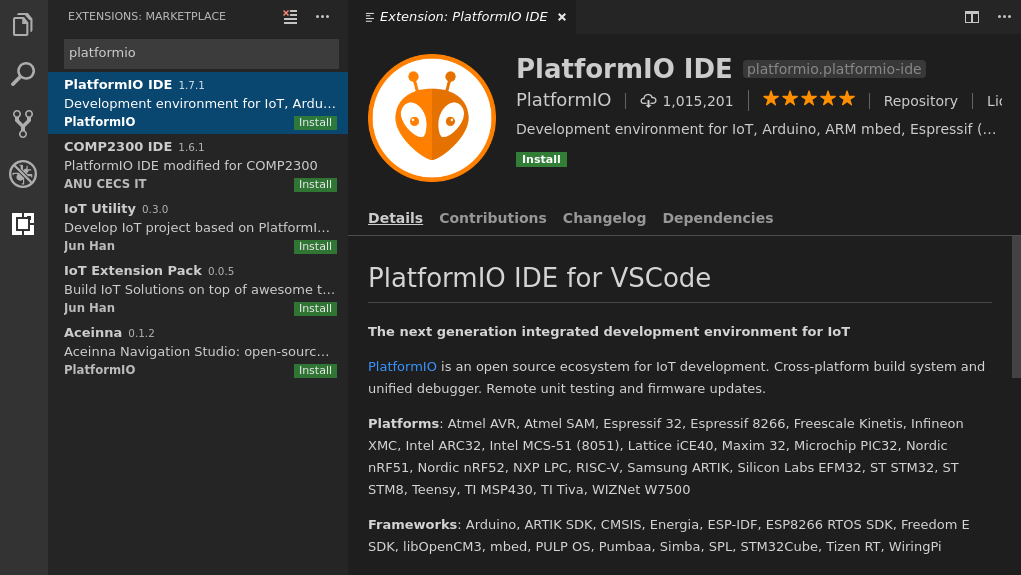 EXTENSIONS: MARKETPLACE
platformio
PlatformIO IDE 1.7.1
Development environment for IoT, Ardu...
PlatformIO Install
COMP2300 IDE 1.6.1
PlatformIO IDE modified for COMP2300
ANU CECS IT Install
IoT Utility 0.3.0
Develop IoT project based on PlatformI...
Jun Han Install
IoT Extension Pack 0.0.5
Build IoT Solutions on top of awesome t...
Jun Han Install
Aceinna 0.1.2
Aceinna Navigation Studio: open-sourc...
PlatformIO Install
Extension: PlatformIO IDE
PlatformIO IDE platformio.platformio-ide
PlatformIO 1,015,201 Repository Lic
Development environment for IoT, Arduino, ARM mbed, Espressif (...
Install
Details Contributions Changelog Dependencies
PlatformIO IDE for VSCode
The next generation integrated development environment for IoT
PlatformIO is an open source ecosystem for IoT development. Cross-platform build system and
unified debugger. Remote unit testing and firmware updates.
Platforms: Atmel AVR, Atmel SAM, Espressif 32, Espressif 8266, Freescale Kinetis, Infineon
XMC, Intel ARC32, Intel MCS-51 (8051), Lattice iCE40, Maxim 32, Microchip PIC32, Nordic
nRF51, Nordic nRF52, NXP LPC, RISC-V, Samsung ARTIK, Silicon Labs EFM32, ST STM32, ST
STM8, Teensy, TI MSP430, TI Tiva, WIZNet W7500
Frameworks: Arduino, ARTIK SDK, CMSIS, Energia, ESP-IDF, ESP8266 RTOS SDK, Freedom E
SDK, libOpenCM3, mbed, PULP OS, Pumbaa, Simba, SPL, STM32Cube, Tizen RT, WiringPi